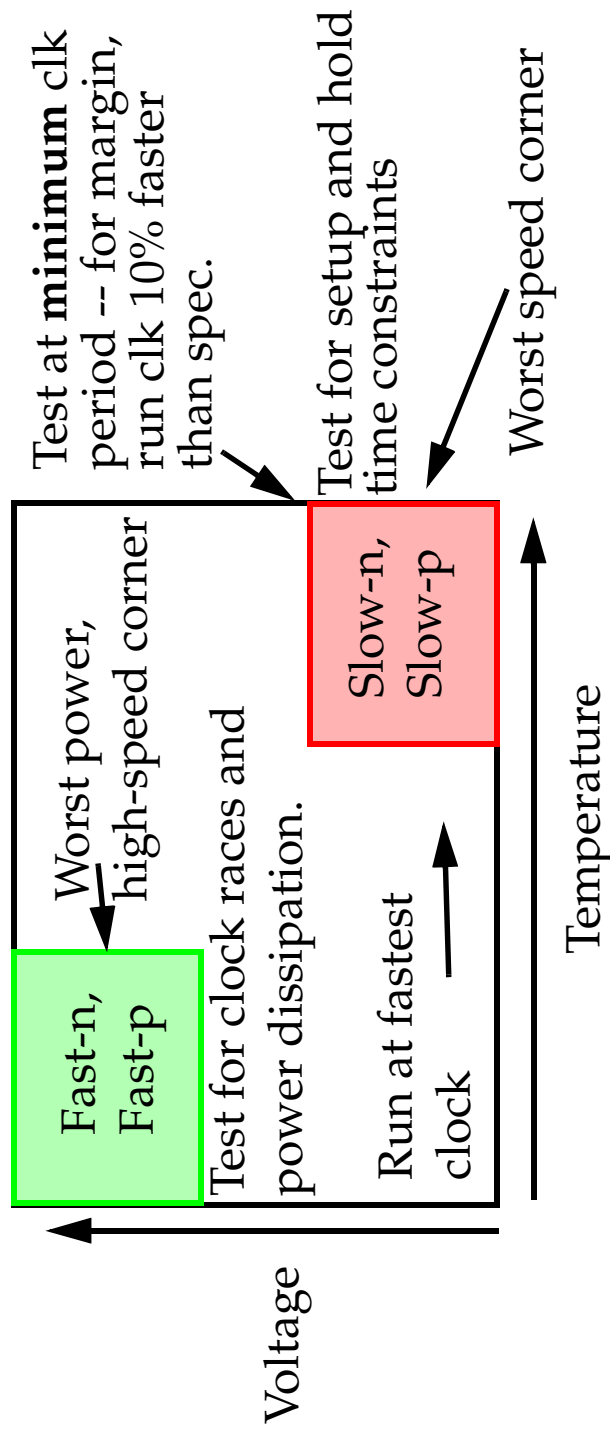 Test at minimum clk
period -- for margin,
run clk 10% faster
than spec.
Worst power,
high-speed corner
Fast-n,
Fast-p
Test for clock races and
power dissipation.
Test for setup and hold
time constraints
Slow-n,
Slow-p
Run at fastest
clock
Worst speed corner
Voltage
Temperature